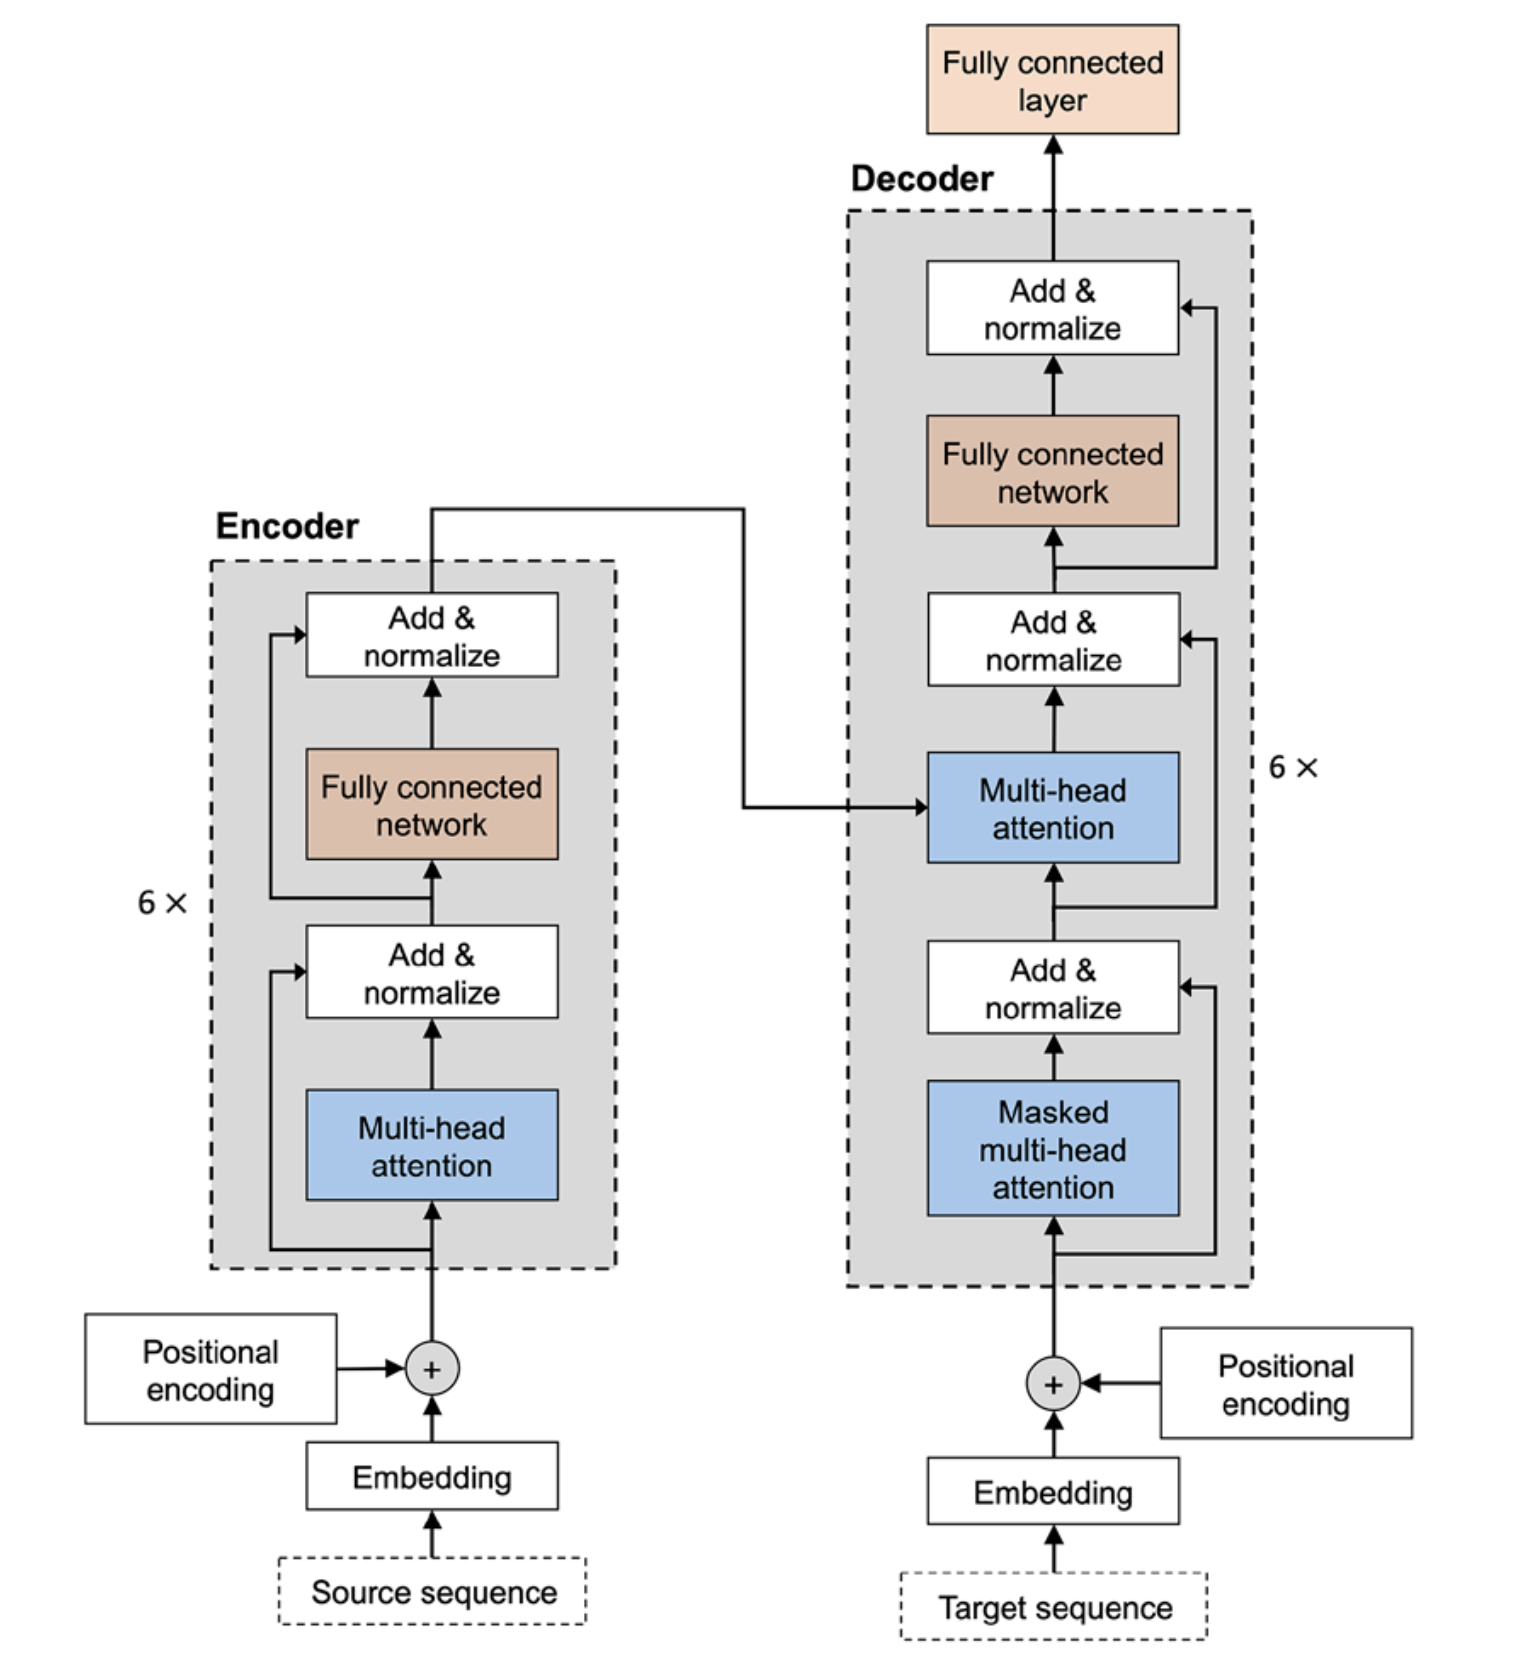 Fully connected
layer
Decoder
Add &
normalize
Fully connected
network
Add &
normalize
Multi-head
attention
6 ×
Add &
normalize
Masked
multi-head
attention
Positional
encoding
+
Embedding
Target sequence
Encoder
Add &
normalize
Fully connected
network
6 ×
Add &
normalize
Multi-head
attention
Positional
encoding
+
Embedding
Source sequence